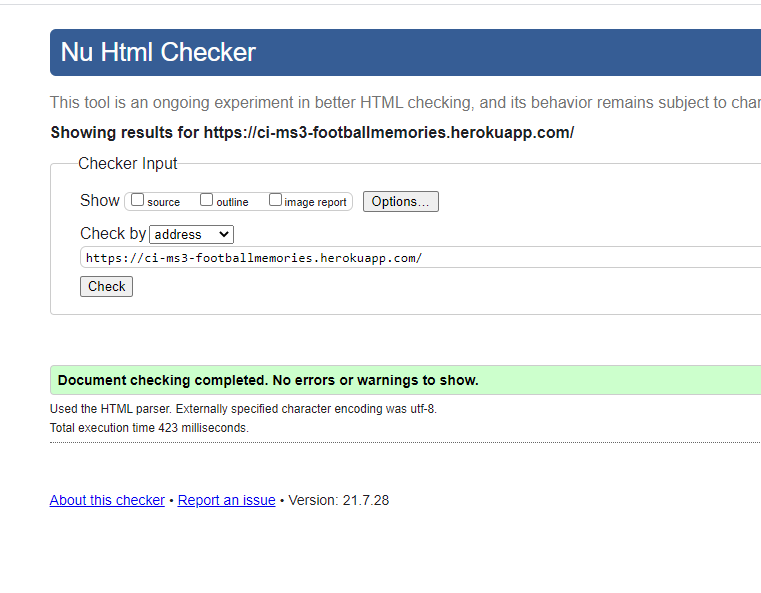 Nu Html Checker
This tool is an ongoing experiment in better HTML checking, and its behavior remains subject to
Showing results for https://ci-ms3-footballmemories.herokuapp.com/
Checker Input
Show source outline image report Options...
Check by address
https://ci-ms3-footballmemories.herokuapp.com/
Check
Document checking completed. No errors or warnings to show.
Used the HTML parser. Externally specified character encoding was utf-8.
Total execution time 423 milliseconds.
About this checker • Report an issue • Version: 21.7.28